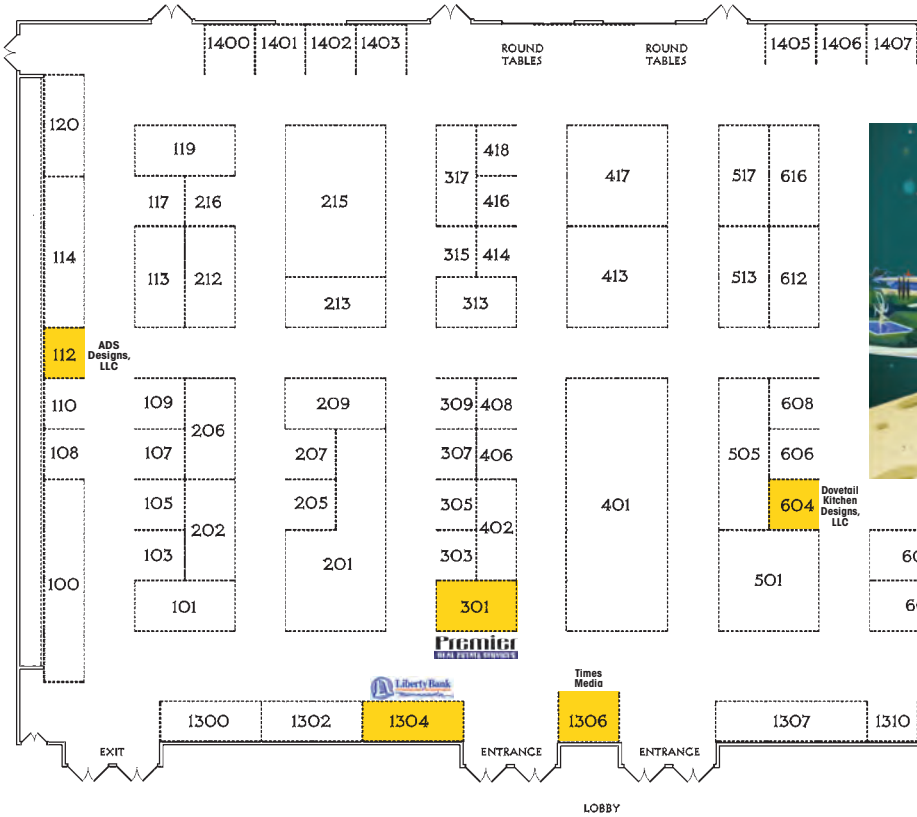 1400 1401 1402 1403
ROUND
TABLES
ROUND
TABLES
1405 1406 1407
120
119
418
317
417
517 616
117 216
215
416
114
315 414
113 212
413
513 612
213
313
112
ADS
Designs,
LLC
110
109
209
309 408
608
206
108
107
207
307 406
505
606
105
205
305
401
604
Dovetail
Kitchen
Designs,
LLC
202
402
103
201
303
100
501
101
301
Premier
REAL ESTATE SERVICES
Liberty Bank
Times
Media
1300 1302 1304 1306 1307 1310
EXIT
ENTRANCE
ENTRANCE
LOBBY